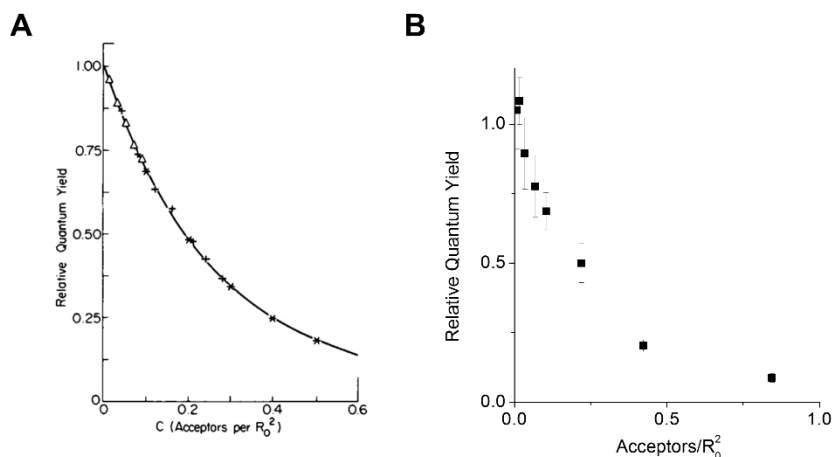 A
1.00
0.75
0.50
0.25
0
0
0.2
0.4
0.6
Relative Quantum Yield
C (Acceptors per R₀²)
B
1.0
0.5
0.0
0.0
0.5
1.0
Relative Quantum Yield
Acceptors/R₀²